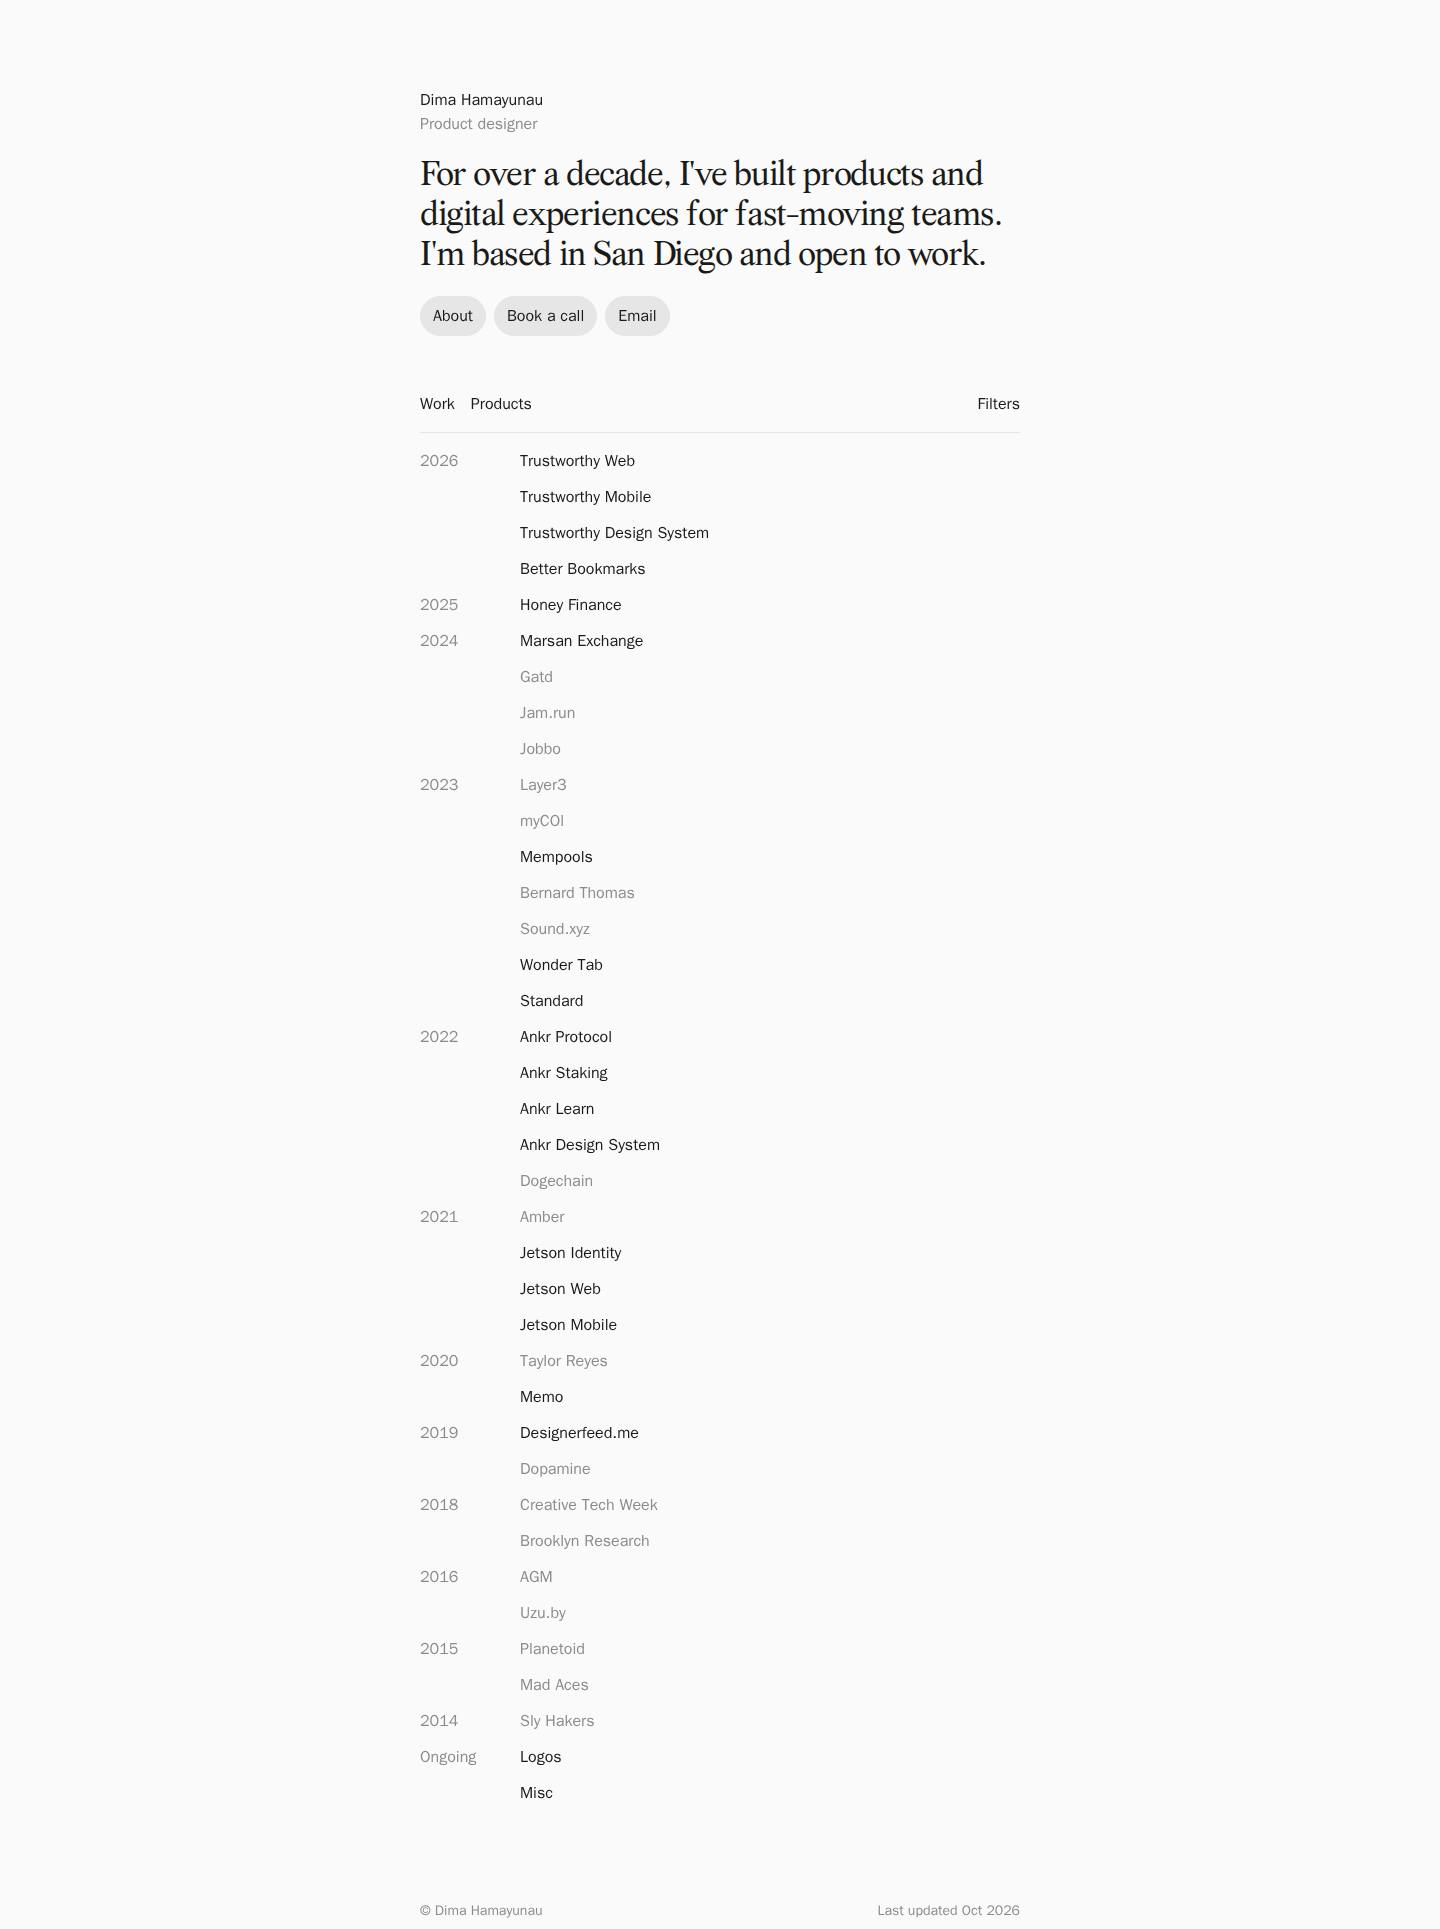 Dima Hamayunau
Product designer
For over a decade, I've built products and
digital experiences for fast-moving teams.
I'm based in San Diego and open to work.
About Book a call Email
Work Products Filters
2026 Trustworthy Web
Trustworthy Mobile
Trustworthy Design System
Better Bookmarks
2025 Honey Finance
2024 Marsan Exchange
Gatd
Jam.run
Jobbo
2023 Layer3
myCOI
Mempools
Bernard Thomas
Sound.xyz
Wonder Tab
Standard
2022 Ankr Protocol
Ankr Staking
Ankr Learn
Ankr Design System
Dogechain
2021 Amber
Jetson Identity
Jetson Web
Jetson Mobile
2020 Taylor Reyes
Memo
2019 Designerfeed.me
Dopamine
2018 Creative Tech Week
Brooklyn Research
2016 AGM
Uzu.by
2015 Planetoid
Mad Aces
2014 Sly Hakers
Ongoing Logos
Misc
© Dima Hamayunau Last updated Oct 2026